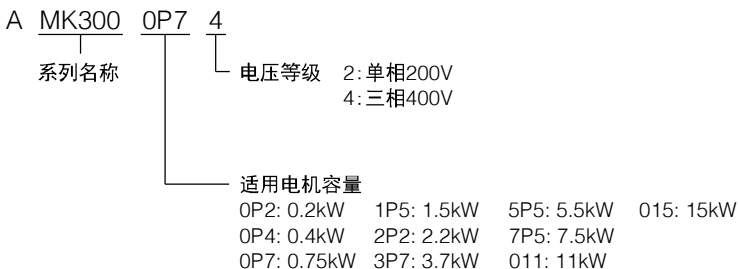 A MK300 0P7 4
系列名称
电压等级 2:单相200V
4:三相400V
适用电机容量
0P2: 0.2kW 1P5: 1.5kW 5P5: 5.5kW 015: 15kW
0P4: 0.4kW 2P2: 2.2kW 7P5: 7.5kW
0P7: 0.75kW 3P7: 3.7kW 011: 11kW